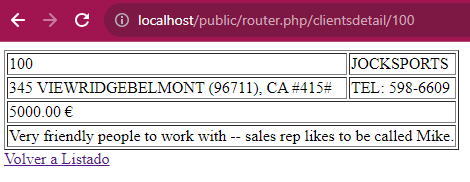 localhost/public/router.php/clientsdetail/100
100 JOCKSPORTS
345 VIEWRIDGEBELMONT (96711), CA #415# TEL: 598-6609
5000.00 €
Very friendly people to work with -- sales rep likes to be called Mike.
Volver a Listado